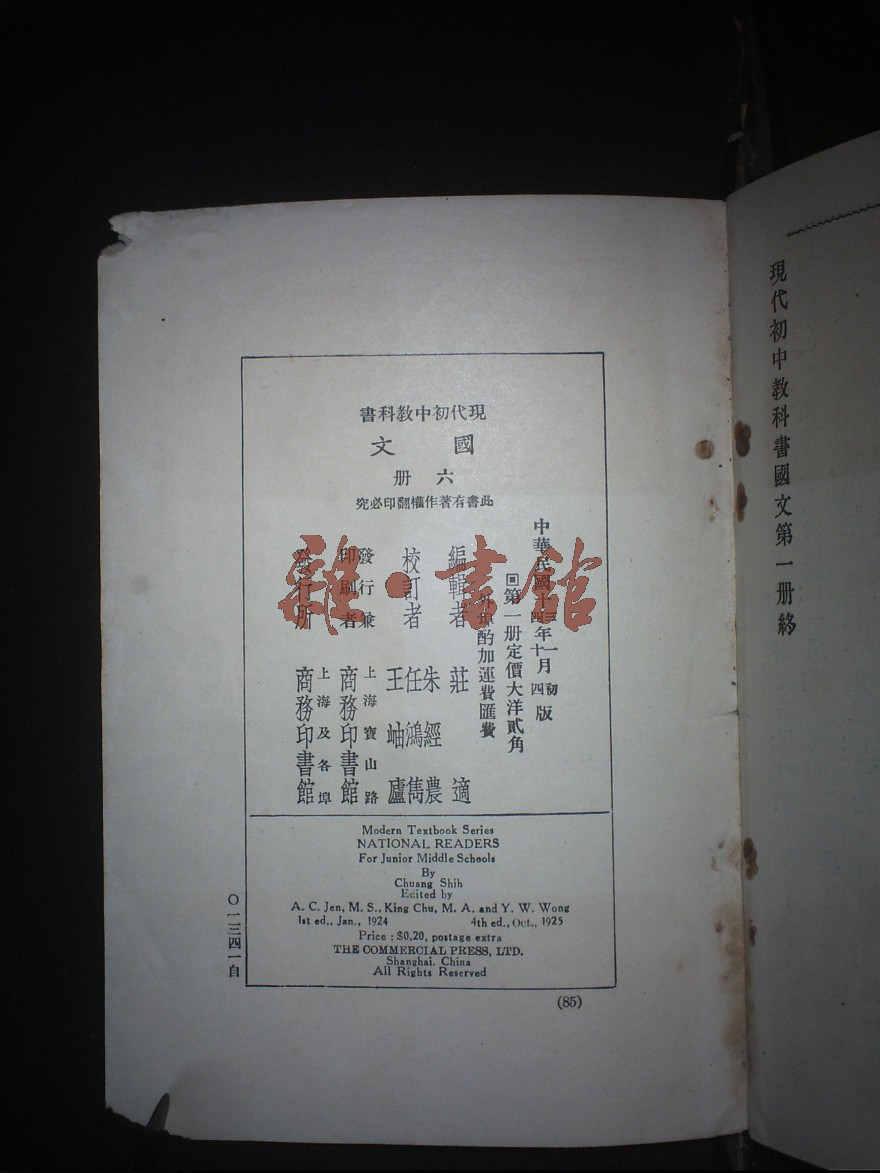 現代初中教科書國文第一册終
現代初中教科書
國文
六册
此書有著作權翻印必究
中華民國十三年一月初版
十四年十月四版
第一册定價大洋貳角
外埠酌加運費匯費
編輯者 莊適
校訂者 朱經農
任鴻雋
王岫廬
發行兼印刷者 上海寶山路
商務印書館
發行所 上海及各埠
商務印書館
Modern Textbook Series
NATIONAL READERS
For Junior Middle Schools
By
Chuang Shih
Edited by
A. C. Jen, M. S., King Chu, M. A. and Y. W. Wong
1st ed., Jan., 1924 4th ed., Oct., 1925
Price : $0,20, postage extra
THE COMMERCIAL PRESS, LTD.
Shanghai, China
All Rights Reserved
(85)
〇一三四一自
雜·書館